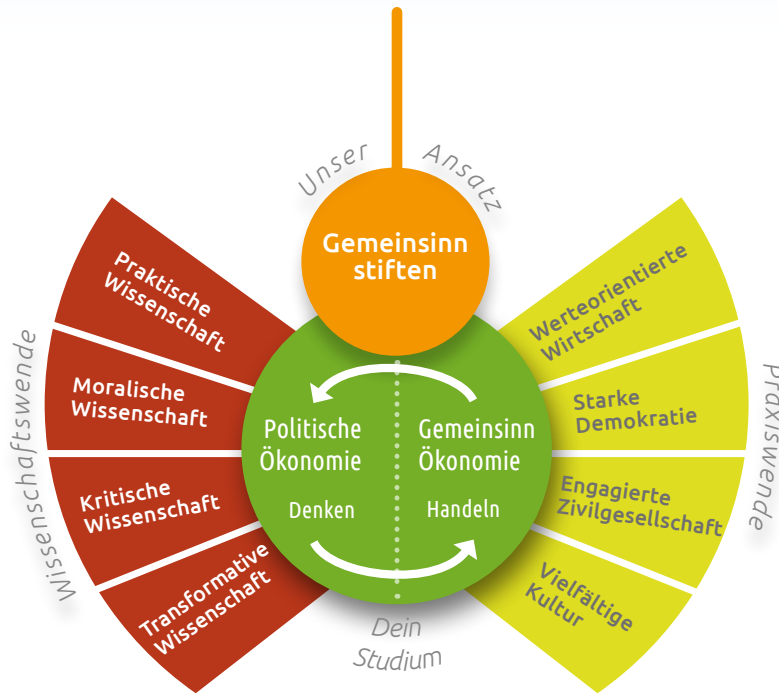 Unser Ansatz
Gemeinsinn
stiften
Wissenschaftswende
Praktische
Wissenschaft
Moralische
Wissenschaft
Kritische
Wissenschaft
Transformative
Wissenschaft
Politische
Ökonomie
Denken
Gemeinsinn
Ökonomie
Handeln
Werteorientierte
Wirtschaft
Starke
Demokratie
Engagierte
Zivilgesellschaft
Vielfältige
Kultur
Praxiswende
Dein
Studium